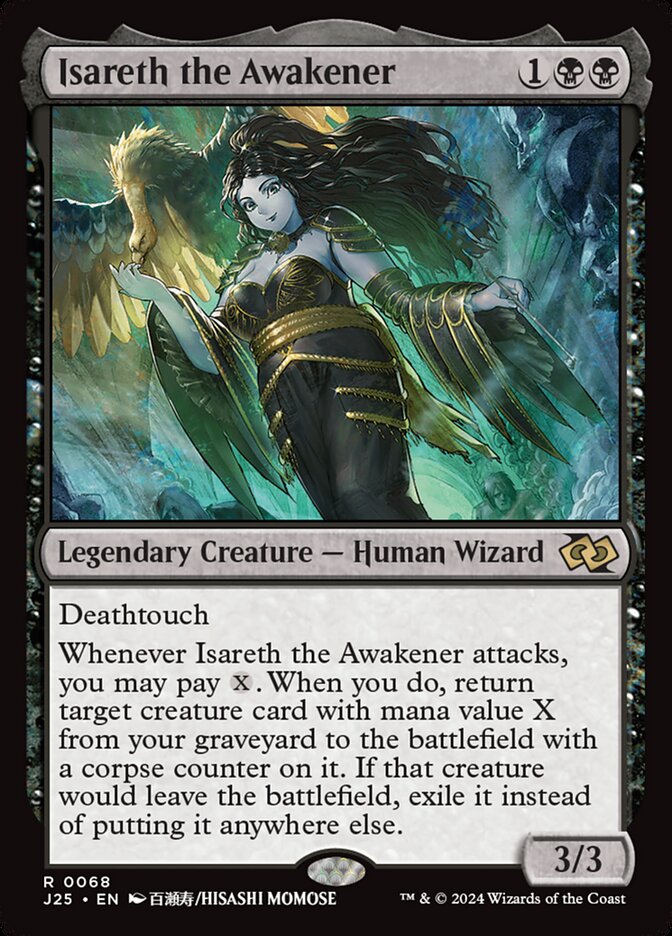 Isareth the Awakener 1
Legendary Creature — Human Wizard
Deathtouch
Whenever Isareth the Awakener attacks,
you may pay X. When you do, return
target creature card with mana value X
from your graveyard to the battlefield with
a corpse counter on it. If that creature
would leave the battlefield, exile it instead
of putting it anywhere else.
3/3
R 0068
J25 • EN 百瀬寿/HISASHI MOMOSE
™ & © 2024 Wizards of the Coast